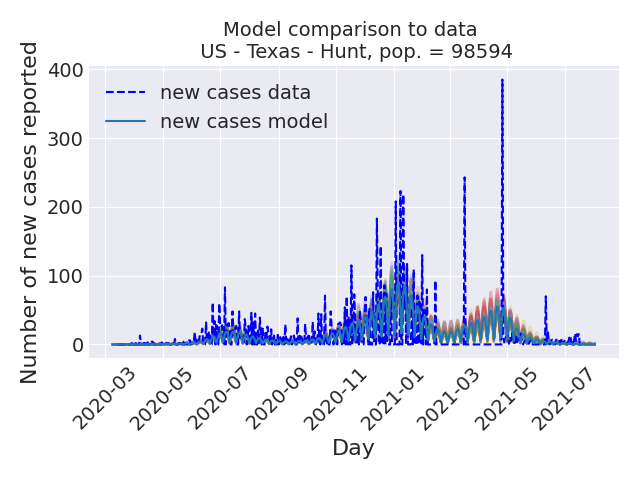 Model comparison to data
US - Texas - Hunt, pop. = 98594
Number of new cases reported
400
300
200
100
0
new cases data
new cases model
2020-03
2020-05
2020-07
2020-09
2020-11
2021-01
2021-03
2021-05
2021-07
Day